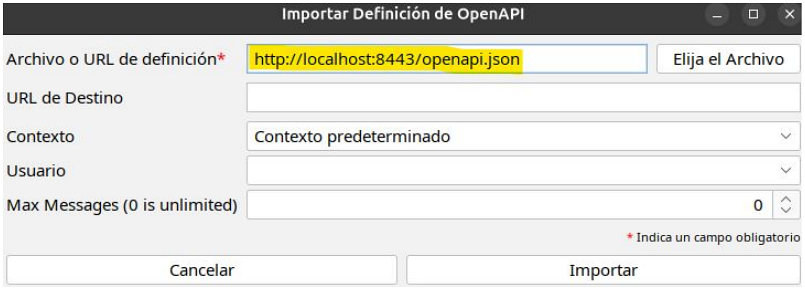 Importar Definición de OpenAPI
Archivo o URL de definición* http://localhost:8443/openapi.json Elija el Archivo
URL de Destino
Contexto Contexto predeterminado
Usuario
Max Messages (0 is unlimited) 0
* Indica un campo obligatorio
Cancelar Importar